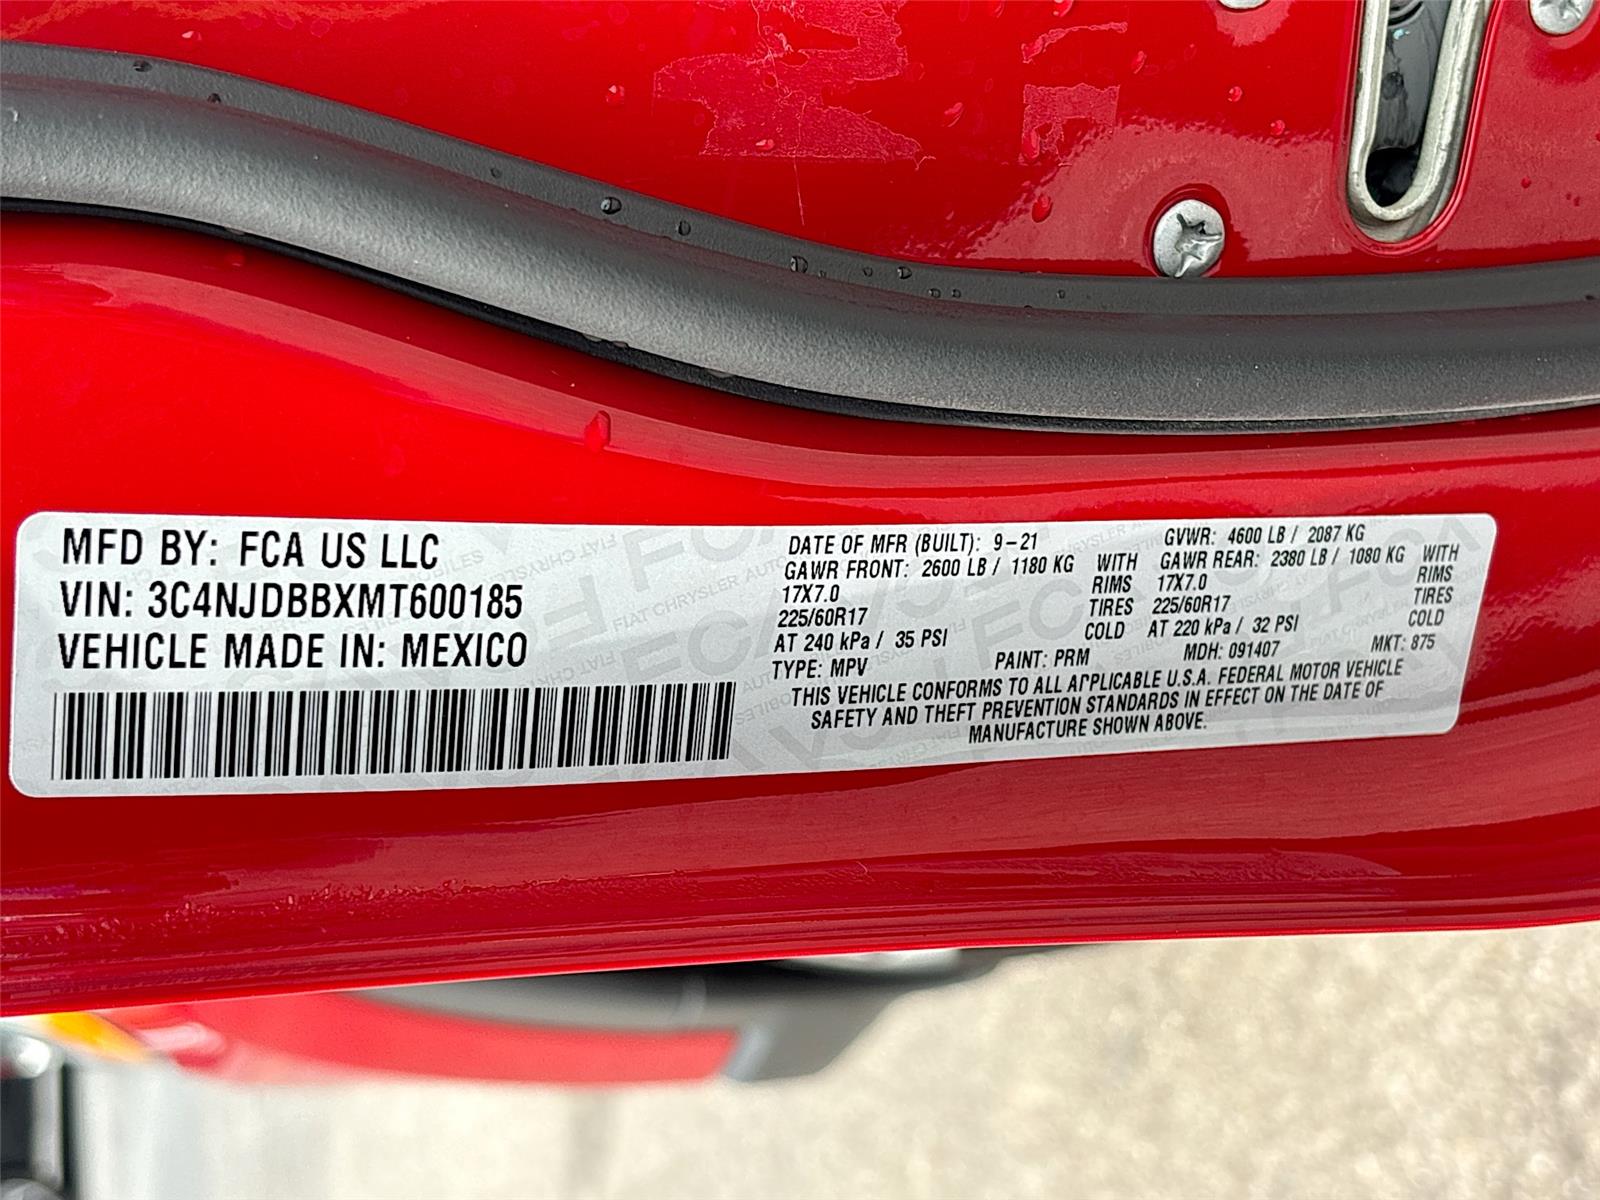 MFD BY: FCA US LLC
VIN: 3C4NJDBBXMT600185
VEHICLE MADE IN: MEXICO
DATE OF MFR (BUILT): 9-21 GVWR: 4600 LB / 2087 KG
GAWR FRONT: 2600 LB / 1180 KG WITH GAWR REAR: 2380 LB / 1080 KG WITH
17X7.0 RIMS 17X7.0 RIMS
225/60R17 TIRES 225/60R17 TIRES
AT 240 kPa / 35 PSI COLD AT 220 kPa / 32 PSI COLD
TYPE: MPV PAINT: PRM MDH: 091407 MKT: 875
THIS VEHICLE CONFORMS TO ALL APPLICABLE U.S.A. FEDERAL MOTOR VEHICLE
SAFETY AND THEFT PREVENTION STANDARDS IN EFFECT ON THE DATE OF
MANUFACTURE SHOWN ABOVE.